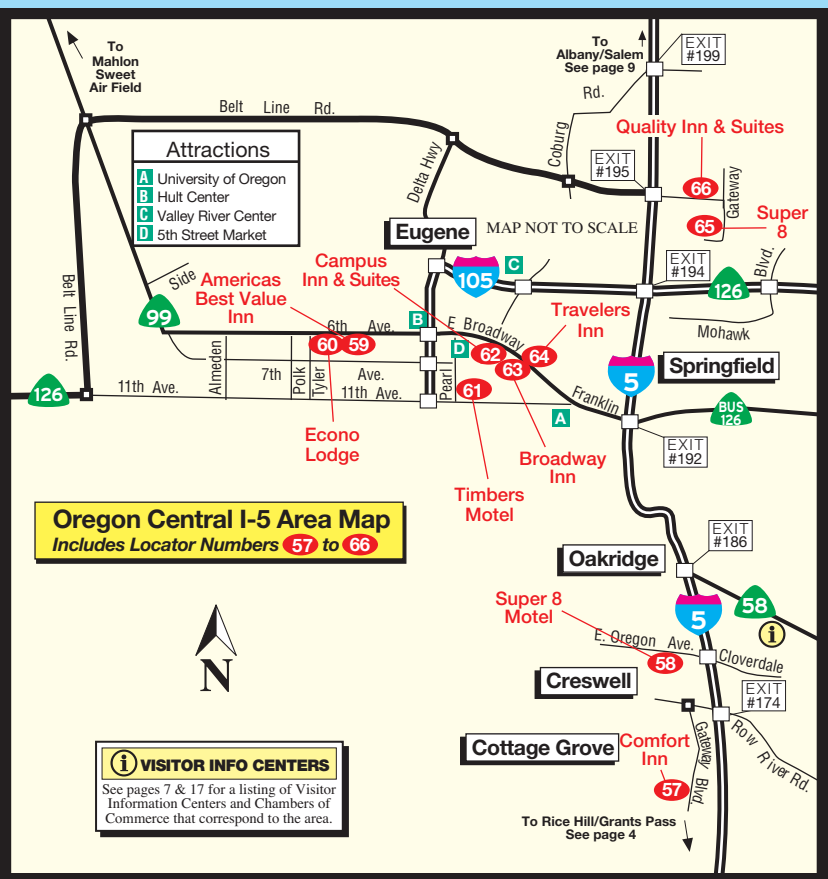 To
Mahlon
Sweet
Air Field
To
Albany/Salem
See page 9
EXIT
#199
Belt Line Rd.
Coburg Rd.
Quality Inn & Suites
Attractions
A University of Oregon
B Hult Center
C Valley River Center
D 5th Street Market
Delta Hwy
EXIT
#195
66
Gateway
65
Super
8
Eugene
MAP NOT TO SCALE
Belt Line Rd.
Side
Americas
Best Value
Inn
Campus
Inn & Suites
105
C
EXIT
#194
126
Blvd.
Mohawk
99
6th Ave.
60
59
B
E Broadway
Travelers
Inn
D
62
64
63
5
Springfield
Almeden
7th Ave.
Polk
Tyler
Pearl
61
126
11th Ave.
11th Ave.
A
Franklin
BUS
126
EXIT
#192
Econo
Lodge
Broadway
Inn
Timbers
Motel
Oregon Central I-5 Area Map
Includes Locator Numbers 57 to 66
EXIT
#186
Oakridge
58
5
i
Super 8
Motel
E. Oregon Ave.
58
Cloverdale
N
Creswell
EXIT
#174
Cottage Grove
Comfort
Inn
57
Gateway Blvd.
Row River Rd.
i VISITOR INFO CENTERS
See pages 7 & 17 for a listing of Visitor
Information Centers and Chambers of
Commerce that correspond to the area.
To Rice Hill/Grants Pass
See page 4